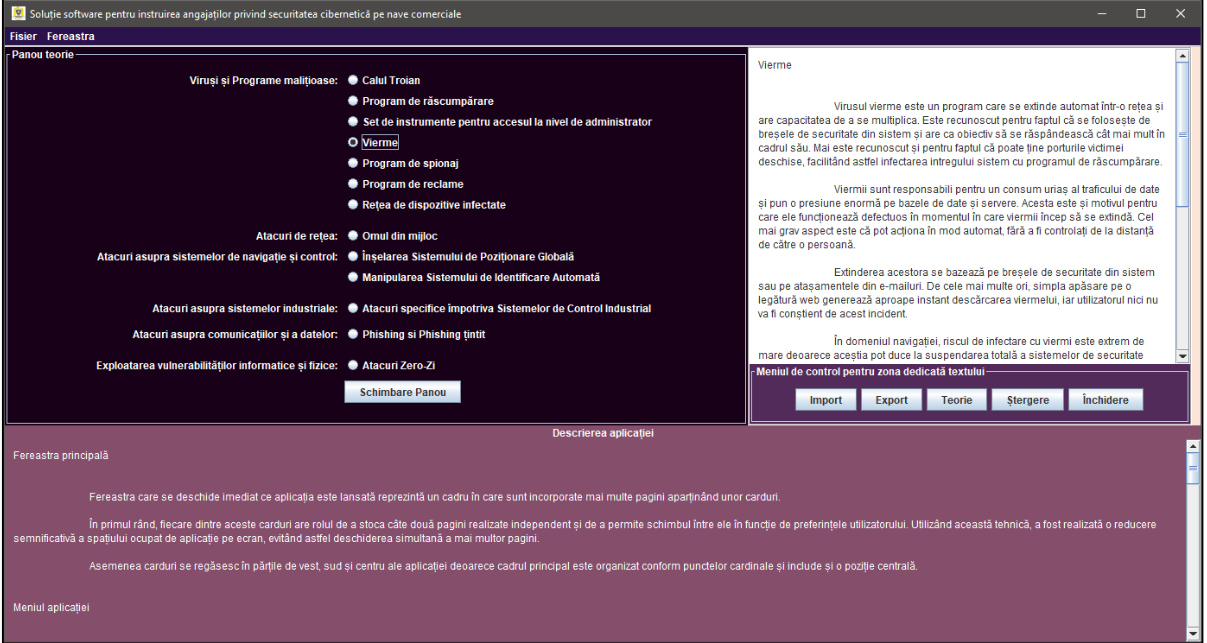 Soluție software pentru instruirea angajaților privind securitatea cibernetică pe nave comerciale
Fisier Fereastra
Panou teorie
Viruși și Programe malițioase: Calul Troian
Program de răscumpărare
Set de instrumente pentru accesul la nivel de administrator
Vierme
Program de spionaj
Program de reclame
Rețea de dispozitive infectate
Atacuri de rețea: Omul din mijloc
Atacuri asupra sistemelor de navigație și control: Înșelarea Sistemului de Poziționare Globală
Manipularea Sistemului de Identificare Automată
Atacuri asupra sistemelor industriale: Atacuri specifice împotriva Sistemelor de Control Industrial
Atacuri asupra comunicațiilor și a datelor: Phishing si Phishing țintit
Exploatarea vulnerabilităților informatice și fizice: Atacuri Zero-Zi
Schimbare Panou
Vierme
Virusul vierme este un program care se extinde automat într-o rețea și
are capacitatea de a se multiplica. Este recunoscut pentru faptul că se folosește de
breșele de securitate din sistem și are ca obiectiv să se răspândească cât mai mult în
cadrul său. Mai este recunoscut și pentru faptul că poate ține porturile victimei
deschise, facilitând astfel infectarea intregului sistem cu programul de răscumpărare.
Viermii sunt responsabili pentru un consum uriaș al traficului de date
și pun o presiune enormă pe bazele de date și servere. Acesta este și motivul pentru
care ele funcționează defectuos în momentul în care viermii încep să se extindă. Cel
mai grav aspect este că pot acționa în mod automat, fără a fi controlați de la distanță
de către o persoană.
Extinderea acestora se bazează pe breșele de securitate din sistem
sau pe atașamentele din e-mailuri. De cele mai multe ori, simpla apăsare pe o
legătură web generează aproape instant descărcarea viermelui, iar utilizatorul nici nu
va fi conștient de acest incident.
În domeniul navigației, riscul de infectare cu viermi este extrem de
mare deoarece aceștia pot duce la suspendarea totală a sistemelor de securitate
Meniul de control pentru zona dedicată textului
Import Export Teorie Ștergere Închidere
Descrierea aplicației
Fereastra principală
Fereastra care se deschide imediat ce aplicația este lansată reprezintă un cadru în care sunt incorporate mai multe pagini aparținând unor carduri.
În primul rând, fiecare dintre aceste carduri are rolul de a stoca câte două pagini realizate independent și de a permite schimbul între ele în funcție de preferințele utilizatorului. Utilizând această tehnică, a fost realizată o reducere
semnificativă a spațiului ocupat de aplicație pe ecran, evitând astfel deschiderea simultană a mai multor pagini.
Asemenea carduri se regăsesc în părțile de vest, sud și centru ale aplicației deoarece cadrul principal este organizat conform punctelor cardinale și include și o poziție centrală.
Meniul aplicației